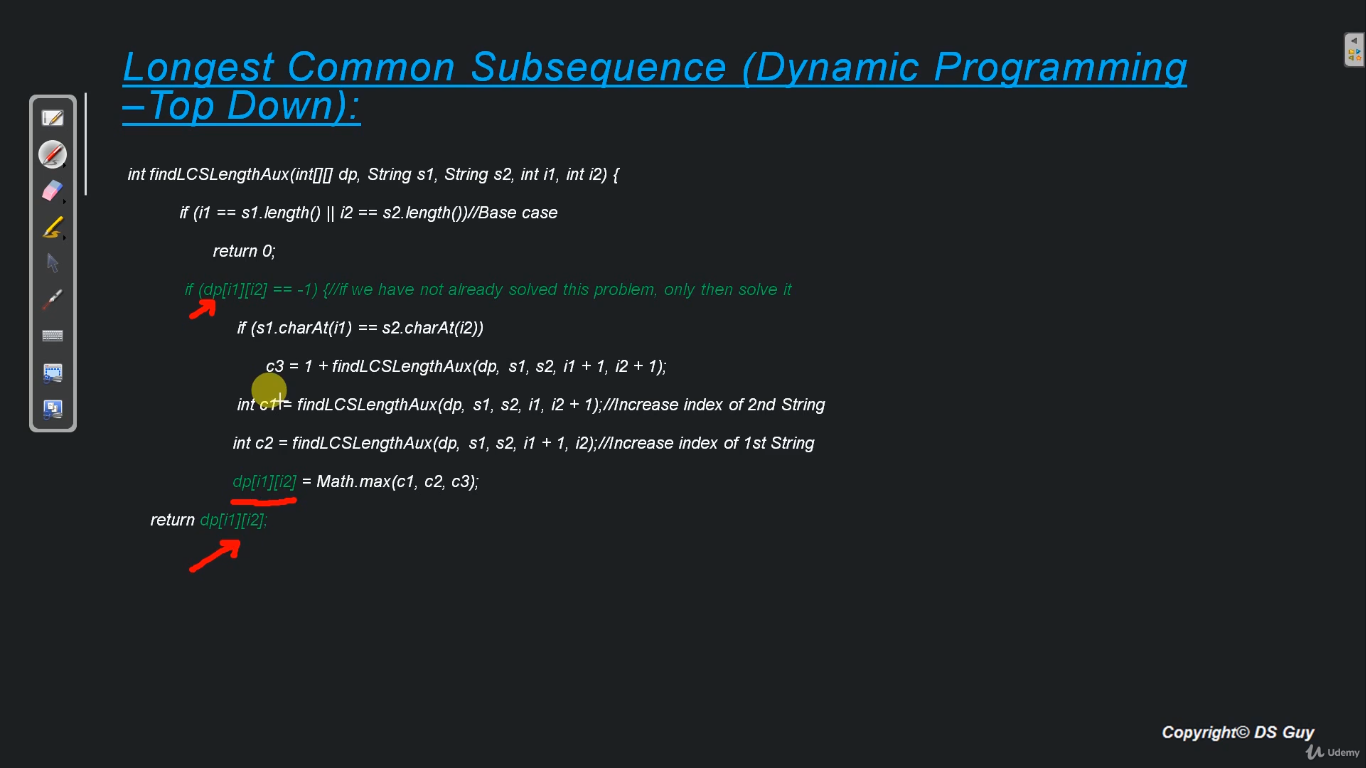 Longest Common Subsequence (Dynamic Programming
–Top Down):
int findLCSLengthAux(int[][] dp, String s1, String s2, int i1, int i2) {
if (i1 == s1.length() || i2 == s2.length())//Base case
return 0;
if (dp[i1][i2] == -1) {//if we have not already solved this problem, only then solve it
if (s1.charAt(i1) == s2.charAt(i2))
c3 = 1 + findLCSLengthAux(dp, s1, s2, i1 + 1, i2 + 1);
int c1 = findLCSLengthAux(dp, s1, s2, i1, i2 + 1);//Increase index of 2nd String
int c2 = findLCSLengthAux(dp, s1, s2, i1 + 1, i2);//Increase index of 1st String
dp[i1][i2] = Math.max(c1, c2, c3);
return dp[i1][i2];
Copyright© DS Guy
Udemy